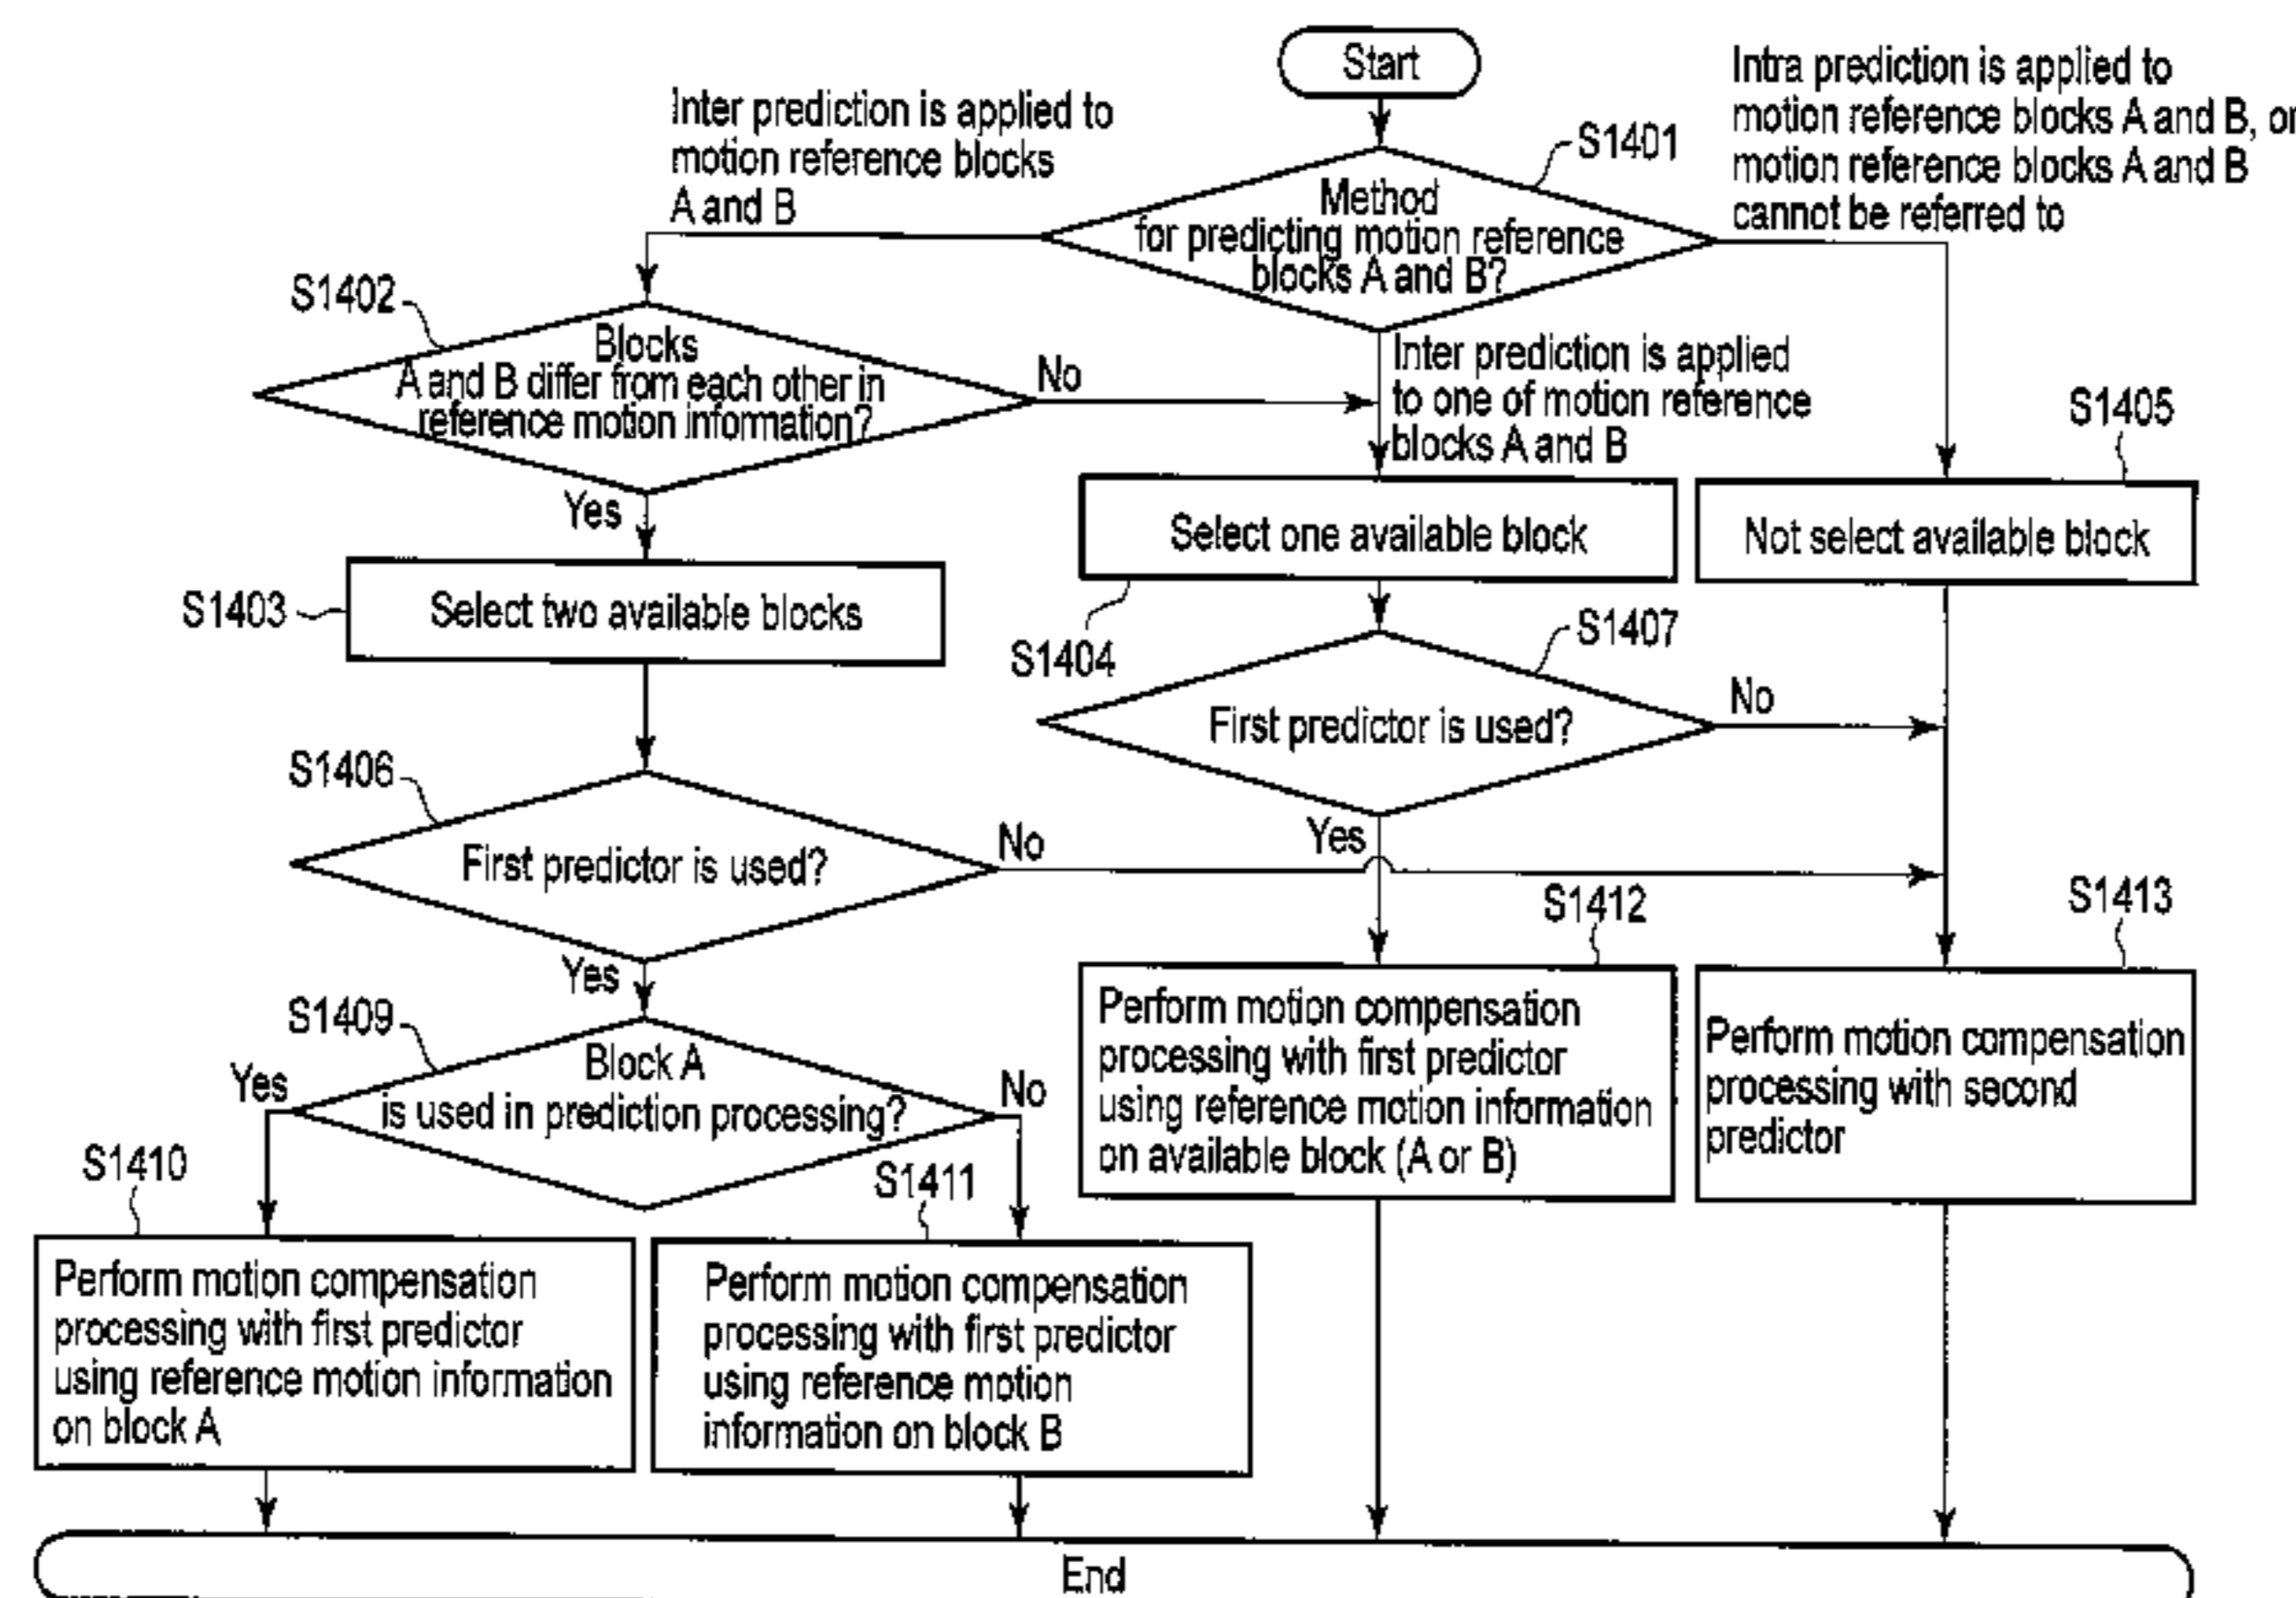 Start
Inter prediction is applied to
motion reference blocks
A and B
Intra prediction is applied to
motion reference blocks A and B, or
motion reference blocks A and B
cannot be referred to
S1401
Method
for predicting motion reference
blocks A and B?
S1402
Blocks
A and B differ from each other in
reference motion information?
No
Inter prediction is applied
to one of motion reference
blocks A and B
S1405
Yes
Select one available block
Not select available block
S1403
Select two available blocks
S1404
S1407
First predictor is used?
No
S1406
First predictor is used?
No
Yes
S1412
S1413
Yes
S1409
Block A
is used in prediction processing?
Yes
No
Perform motion compensation
processing with first predictor
using reference motion information
on available block (A or B)
Perform motion compensation
processing with second
predictor
S1410
S1411
Perform motion compensation
processing with first predictor
using reference motion information
on block A
Perform motion compensation
processing with first predictor
using reference motion
information on block B
End